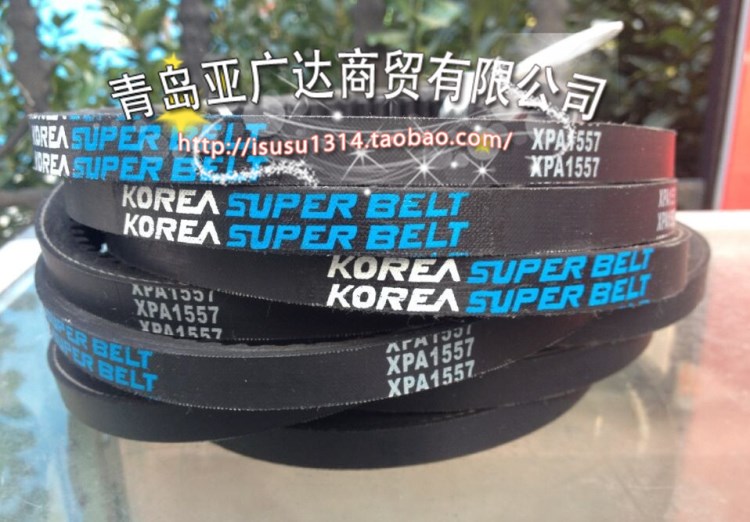 青岛亚广达商贸有限公司
http://isusu1314.taobao.com/
KOREA SUPER BELT
KOREA SUPER BELT
XPA1557
XPA1557
KOREA SUPER BELT
KOREA SUPER BELT
KOREA SUPER BELT
KOREA SUPER BELT
XPA1557
XPA1557
XPA1557
SUPER BELT
SUPER BELT
XPA1557
XPA1557